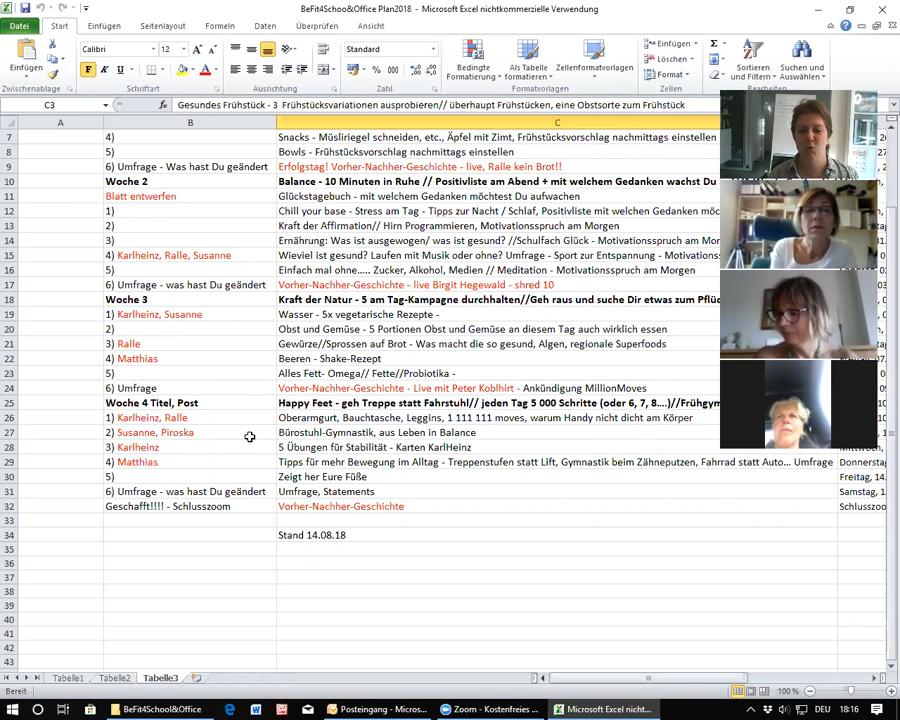 BeFit4School&Office Plan2018 - Microsoft Excel nichtkommerzielle Verwendung
Datei Start Einfügen Seitenlayout Formeln Daten Überprüfen Ansicht
Calibri 12 Standard Einfügen
Einfügen F K U Bedingte Formatierung Als Tabelle formatieren Zellenformatvorlagen Löschen Sortieren und Filtern Suchen und Auswählen
Format
Zwischenablage Schriftart Ausrichtung Zahl Formatvorlagen Zellen Bearbeiten
C3 fx Gesundes Frühstück - 3 Frühstücksvariationen ausprobieren// überhaupt Frühstücken, eine Obstsorte zum Frühstück
A B C
7 4) Snacks - Müsliriegel schneiden, etc., Äpfel mit Zimt, Frühstücksvorschlag nachmittags einstellen
8 5) Bowls - Frühstücksvorschlag nachmittags einstellen
9 6) Umfrage - Was hast Du geändert Erfolgstag! Vorher-Nachher-Geschichte - live, Ralle kein Brot!!
10 Woche 2 Balance - 10 Minuten in Ruhe // Positivliste am Abend + mit welchem Gedanken wachst Du
11 Blatt entwerfen Glückstagebuch - mit welchem Gedanken möchtest Du aufwachen
12 1) Chill your base - Stress am Tag - Tipps zur Nacht / Schlaf, Positivliste mit welchen Gedanken
13 2) Kraft der Affirmation// Hirn Programmieren, Motivationsspruch am Morgen
14 3) Ernährung: Was ist ausgewogen/ was ist gesund? //Schulfach Glück - Motivationsspruch am
15 4) Karlheinz, Ralle, Susanne Wieviel ist gesund? Laufen mit Musik oder ohne? Umfrage - Sport zur Entspannung -
16 5) Einfach mal ohne..... Zucker, Alkohol, Medien // Meditation - Motivationsspruch am Morgen
17 6) Umfrage - was hast Du geändert Vorher-Nachher-Geschichte - live Birgit Hegewald - shred 10
18 Woche 3 Kraft der Natur - 5 am Tag-Kampagne durchhalten//Geh raus und suche Dir etwas zum
19 1) Karlheinz, Susanne Wasser - 5x vegetarische Rezepte -
20 2) Obst und Gemüse - 5 Portionen Obst und Gemüse an diesem Tag auch wirklich essen
21 3) Ralle Gewürze//Sprossen auf Brot - Was macht die so gesund, Algen, regionale Superfoods
22 4) Matthias Beeren - Shake-Rezept
23 5) Alles Fett- Omega// Fette//Probiotika -
24 6) Umfrage Vorher-Nachher-Geschichte - Live mit Peter Koblhirt - Ankündigung MillionMoves
25 Woche 4 Titel, Post Happy Feet - geh Treppe statt Fahrstuhl// jeden Tag 5 000 Schritte (oder 6, 7, 8....)//
26 1) Karlheinz, Ralle Oberarmgurt, Bauchtasche, Leggins, 1 111 111 moves, warum Handy nicht dicht am Körper
27 2) Susanne, Piroska Bürostuhl-Gymnastik, aus Leben in Balance
28 3) Karlheinz 5 Übungen für Stabilität - Karten KarlHeinz
29 4) Matthias Tipps für mehr Bewegung im Alltag - Treppenstufen statt Lift, Gymnastik beim Zähneputzen, Fahrrad statt Auto... Umfrage
30 5) Zeigt her Eure Füße Freitag, 14.
31 6) Umfrage - was hast Du geändert Umfrage, Statements Samstag,
32 Geschafft!!!! - Schlusszoom Vorher-Nachher-Geschichte
33
34 Stand 14.08.18
35
36
37
38
39
40
41
42
43
Tabelle1 Tabelle2 Tabelle3
Bereit 100 %
BeFit4School&Office Posteingang - Micros... Zoom - Kostenfreies ... Microsoft Excel nicht... DEU 18:16